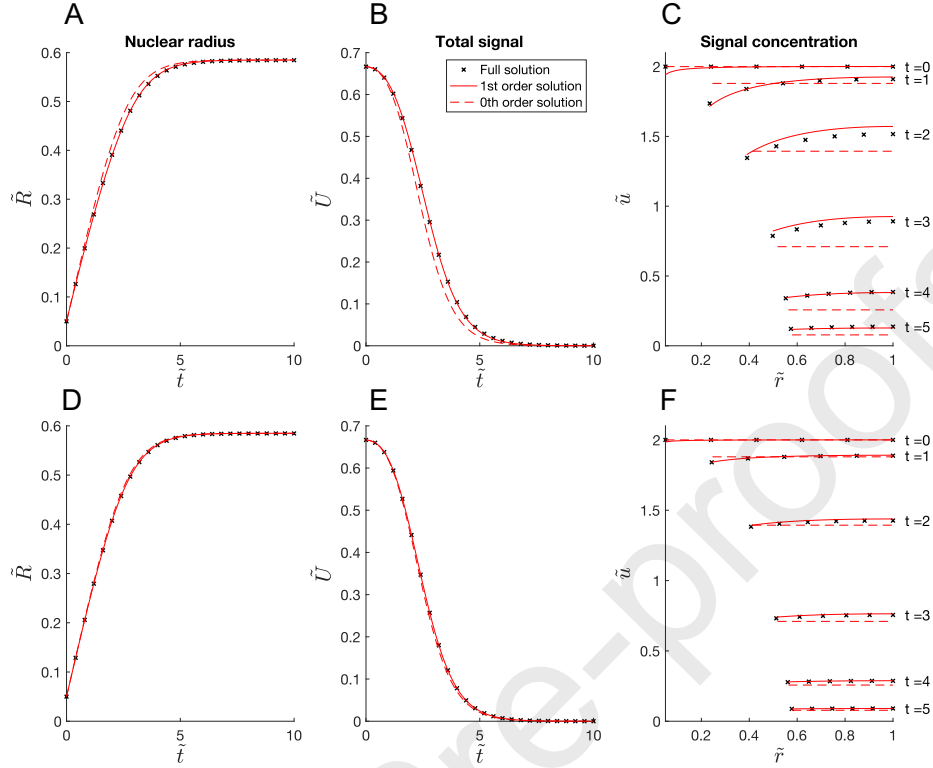 A
B
C
Nuclear radius
Total signal
Signal concentration
0.6
0.5
0.4
0.3
0.2
0.1
0
R̃
0
5
10
t̃
0.7
0.6
0.5
0.4
0.3
0.2
0.1
0
Ũ
0
5
10
t̃
Full solution
1st order solution
0th order solution
2
1.5
1
0.5
0
ũ
0.2
0.4
0.6
0.8
1
r̃
t =0
t =1
t =2
t =3
t =4
t =5
D
E
F
0.6
0.5
0.4
0.3
0.2
0.1
0
R̃
0
5
10
t̃
0.7
0.6
0.5
0.4
0.3
0.2
0.1
0
Ũ
0
5
10
t̃
2
1.5
1
0.5
0
ũ
0.2
0.4
0.6
0.8
1
r̃
t =0
t =1
t =2
t =3
t =4
t =5
re-proof